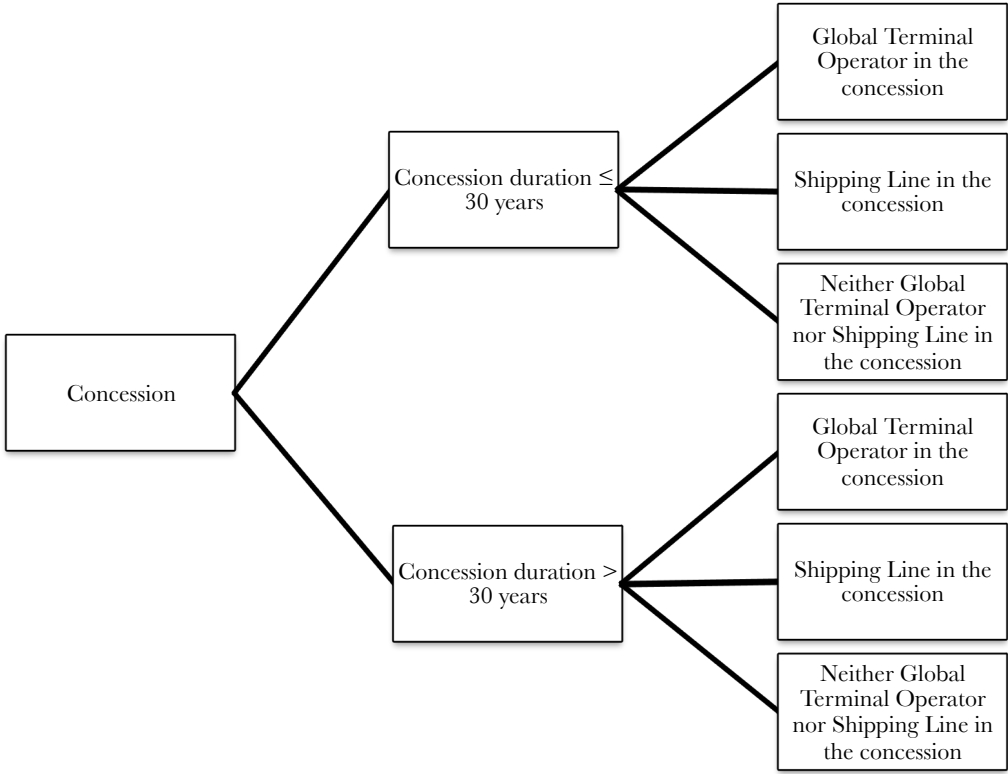 Concession
Concession duration ≤
30 years
Global Terminal
Operator in the
concession
Shipping Line in the
concession
Neither Global
Terminal Operator
nor Shipping Line in
the concession
Concession duration >
30 years
Global Terminal
Operator in the
concession
Shipping Line in the
concession
Neither Global
Terminal Operator
nor Shipping Line in
the concession